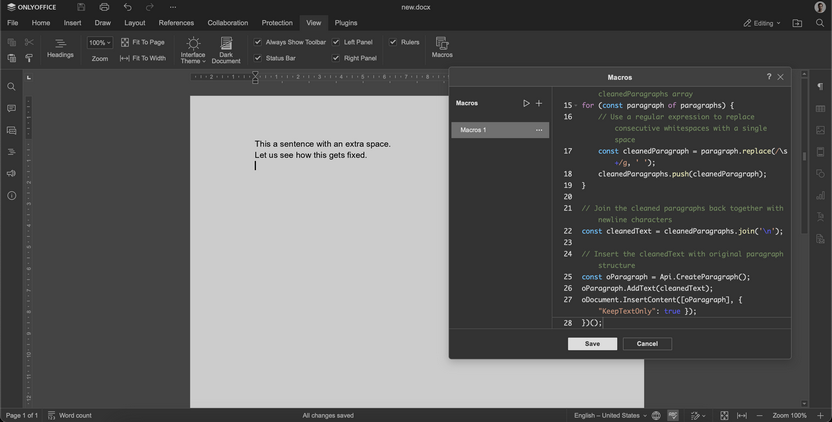 ONLYOFFICE
new.docx
File Home Insert Draw Layout References Collaboration Protection View Plugins
Editing
Headings
100%
Zoom
Fit To Page
Fit To Width
Interface Theme
Dark Document
Always Show Toolbar
Status Bar
Left Panel
Right Panel
Rulers
Macros
This a sentence with an extra space.
Let us see how this gets fixed.
Macros
?
Macros
Macros 1
cleanedParagraphs array
15 for (const paragraph of paragraphs) {
16 // Use a regular expression to replace
consecutive whitespaces with a single
space
17 const cleanedParagraph = paragraph.replace(/\s
+/g, ' ');
18 cleanedParagraphs.push(cleanedParagraph);
19 }
20
21 // Join the cleaned paragraphs back together with
newline characters
22 const cleanedText = cleanedParagraphs.join('\n');
23
24 // Insert the cleanedText with original paragraph
structure
25 const oParagraph = Api.CreateParagraph();
26 oParagraph.AddText(cleanedText);
27 oDocument.InsertContent([oParagraph], {
"KeepTextOnly": true });
28 })();
Save Cancel
Page 1 of 1 Word count All changes saved English – United States Zoom 100%